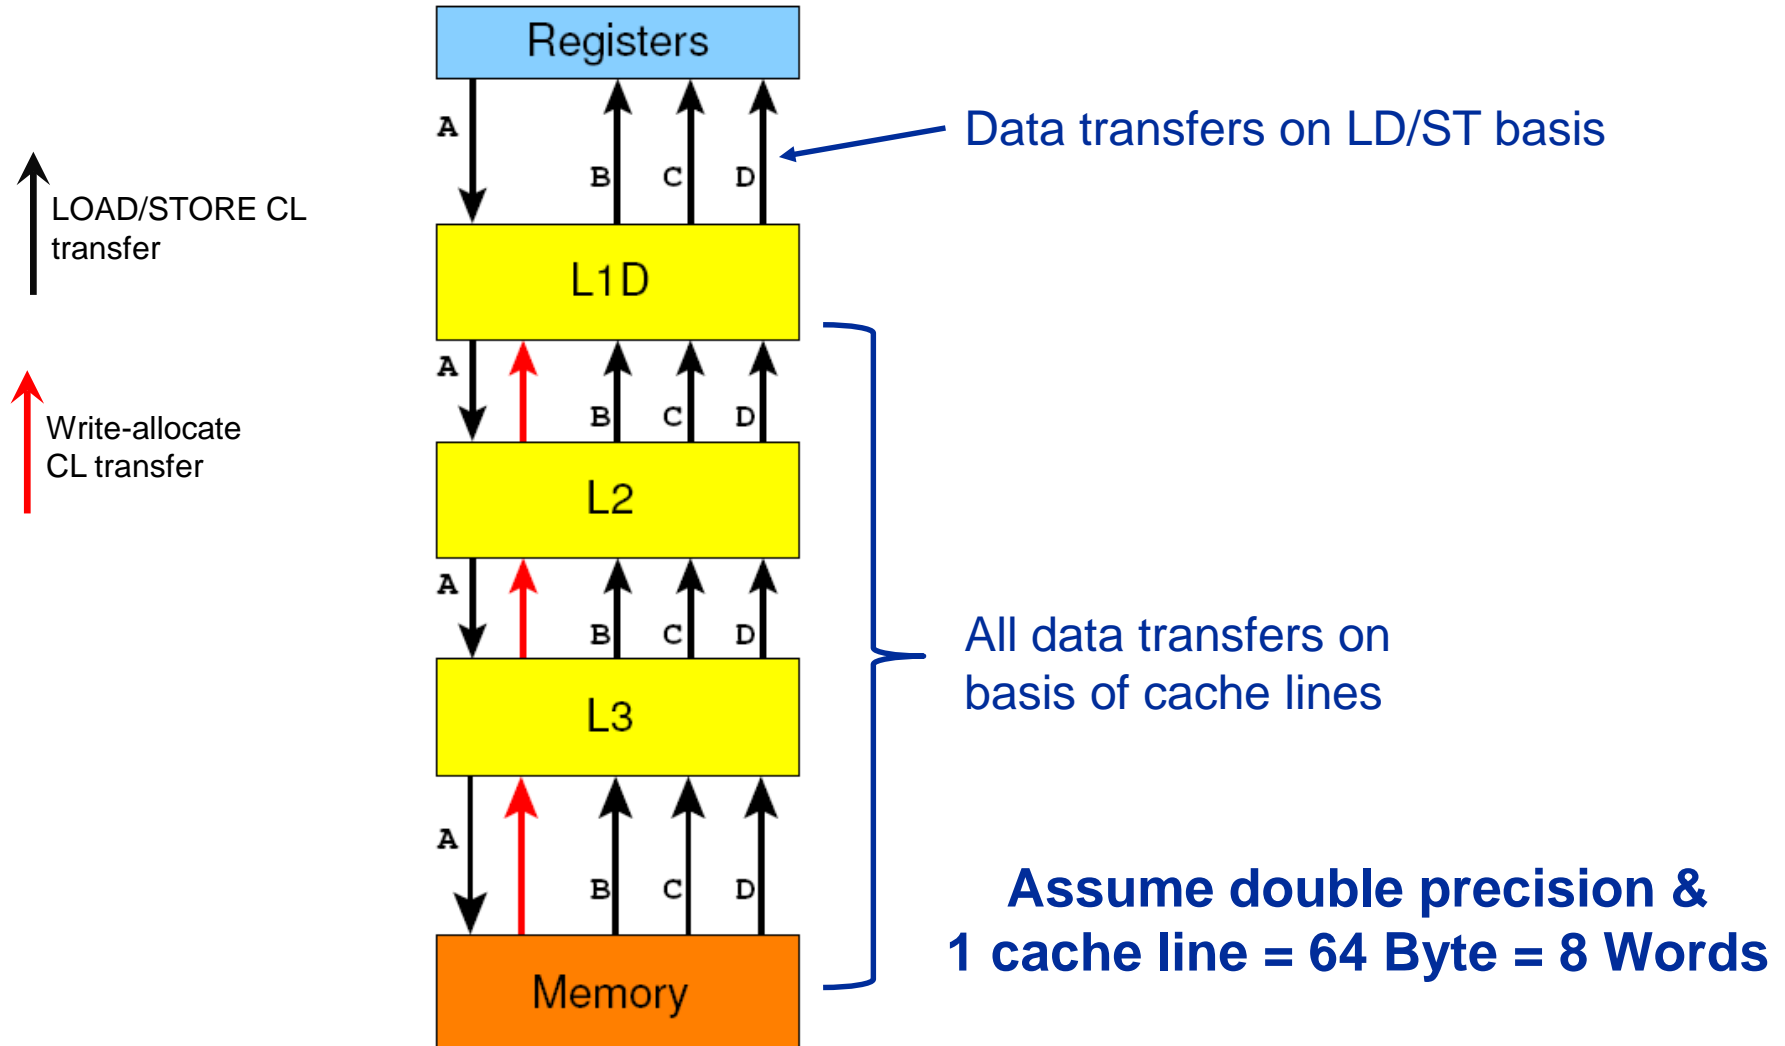 Registers
A
B C D
Data transfers on LD/ST basis
LOAD/STORE CL
transfer
L1D
A
B C D
Write-allocate
CL transfer
L2
A
B C D
All data transfers on
basis of cache lines
L3
A
B C D
Assume double precision &
1 cache line = 64 Byte = 8 Words
Memory